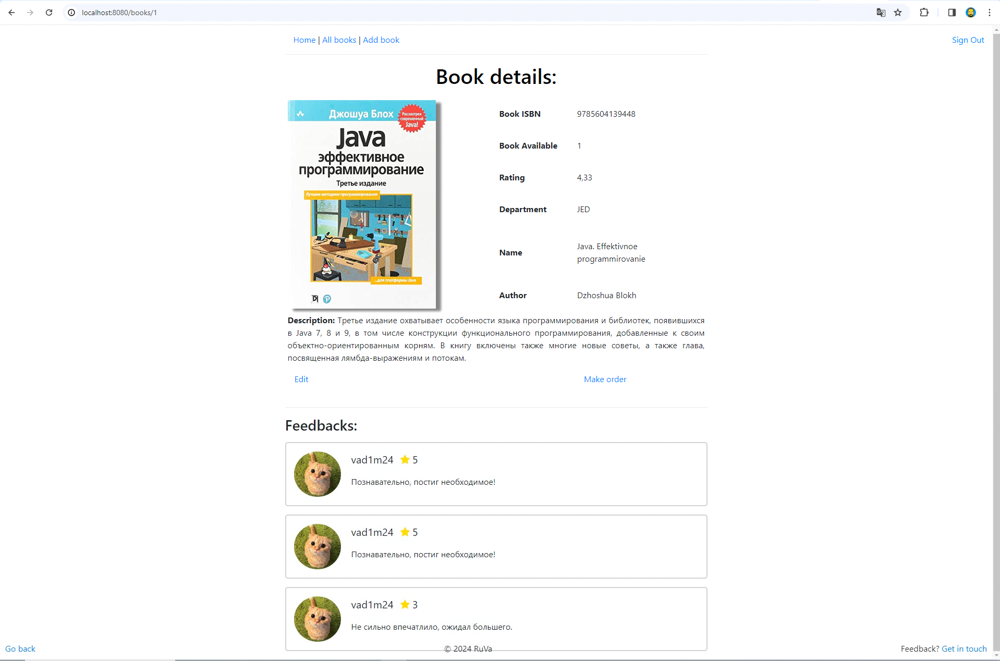 localhost:8080/books/1
Home | All books | Add book
Sign Out
Book details:
Джошуа Блох
Рассмотрен
современный
Java!
Java
эффективное
программирование
Третье издание
Лучшие методики программирования
...для платформы Java
Book ISBN 9785604139448
Book Available 1
Rating 4,33
Department JED
Name Java. Effektivnoe
programmirovanie
Author Dzhoshua Blokh
Description: Третье издание охватывает особенности языка программирования и библиотек, появившихся
в Java 7, 8 и 9, в том числе конструкции функционального программирования, добавленные к своим
объектно-ориентированным корням. В книгу включены также многие новые советы, а также глава,
посвященная лямбда-выражениям и потокам.
Edit
Make order
Feedbacks:
vad1m24 5
Познавательно, постиг необходимое!
vad1m24 5
Познавательно, постиг необходимое!
vad1m24 3
Не сильно впечатлило, ожидал большего.
Go back
© 2024 RuVa
Feedback? Get in touch